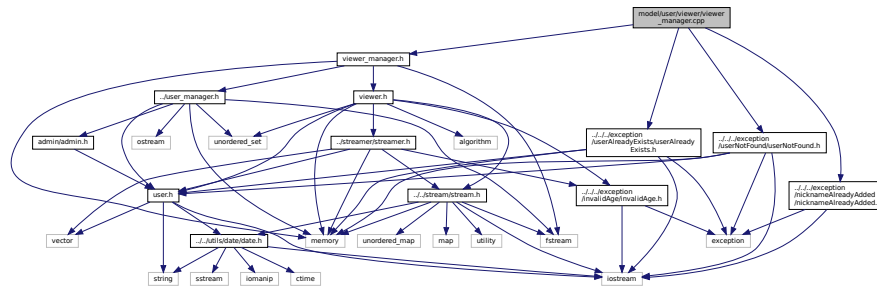 model/user/viewer/viewer
_manager.cpp
viewer_manager.h
../user_manager.h
viewer.h
admin/admin.h
ostream
unordered_set
../streamer/streamer.h
algorithm
../../../exception
/userAlreadyExists/userAlready
Exists.h
../../../exception
/userNotFound/userNotFound.h
user.h
../../stream/stream.h
../../../exception
/invalidAge/invalidAge.h
../../../exception
/nicknameAlreadyAdded
/nicknameAlreadyAdded.
vector
../../utils/date/date.h
memory
unordered_map
map
utility
fstream
exception
string
sstream
iomanip
ctime
iostream